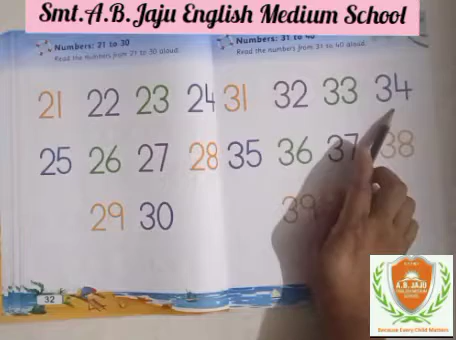 Smt.A.B.Jaju English Medium School
Numbers: 21 to 30
Read the numbers from 21 to 30 aloud.
21 22 23 24
25 26 27 28
29 30
32
Numbers: 31 to 40
Read the numbers from 31 to 40 aloud.
31 32 33 34
35 36 37 38
39
A.B. JAJU
Because Every Child Matters